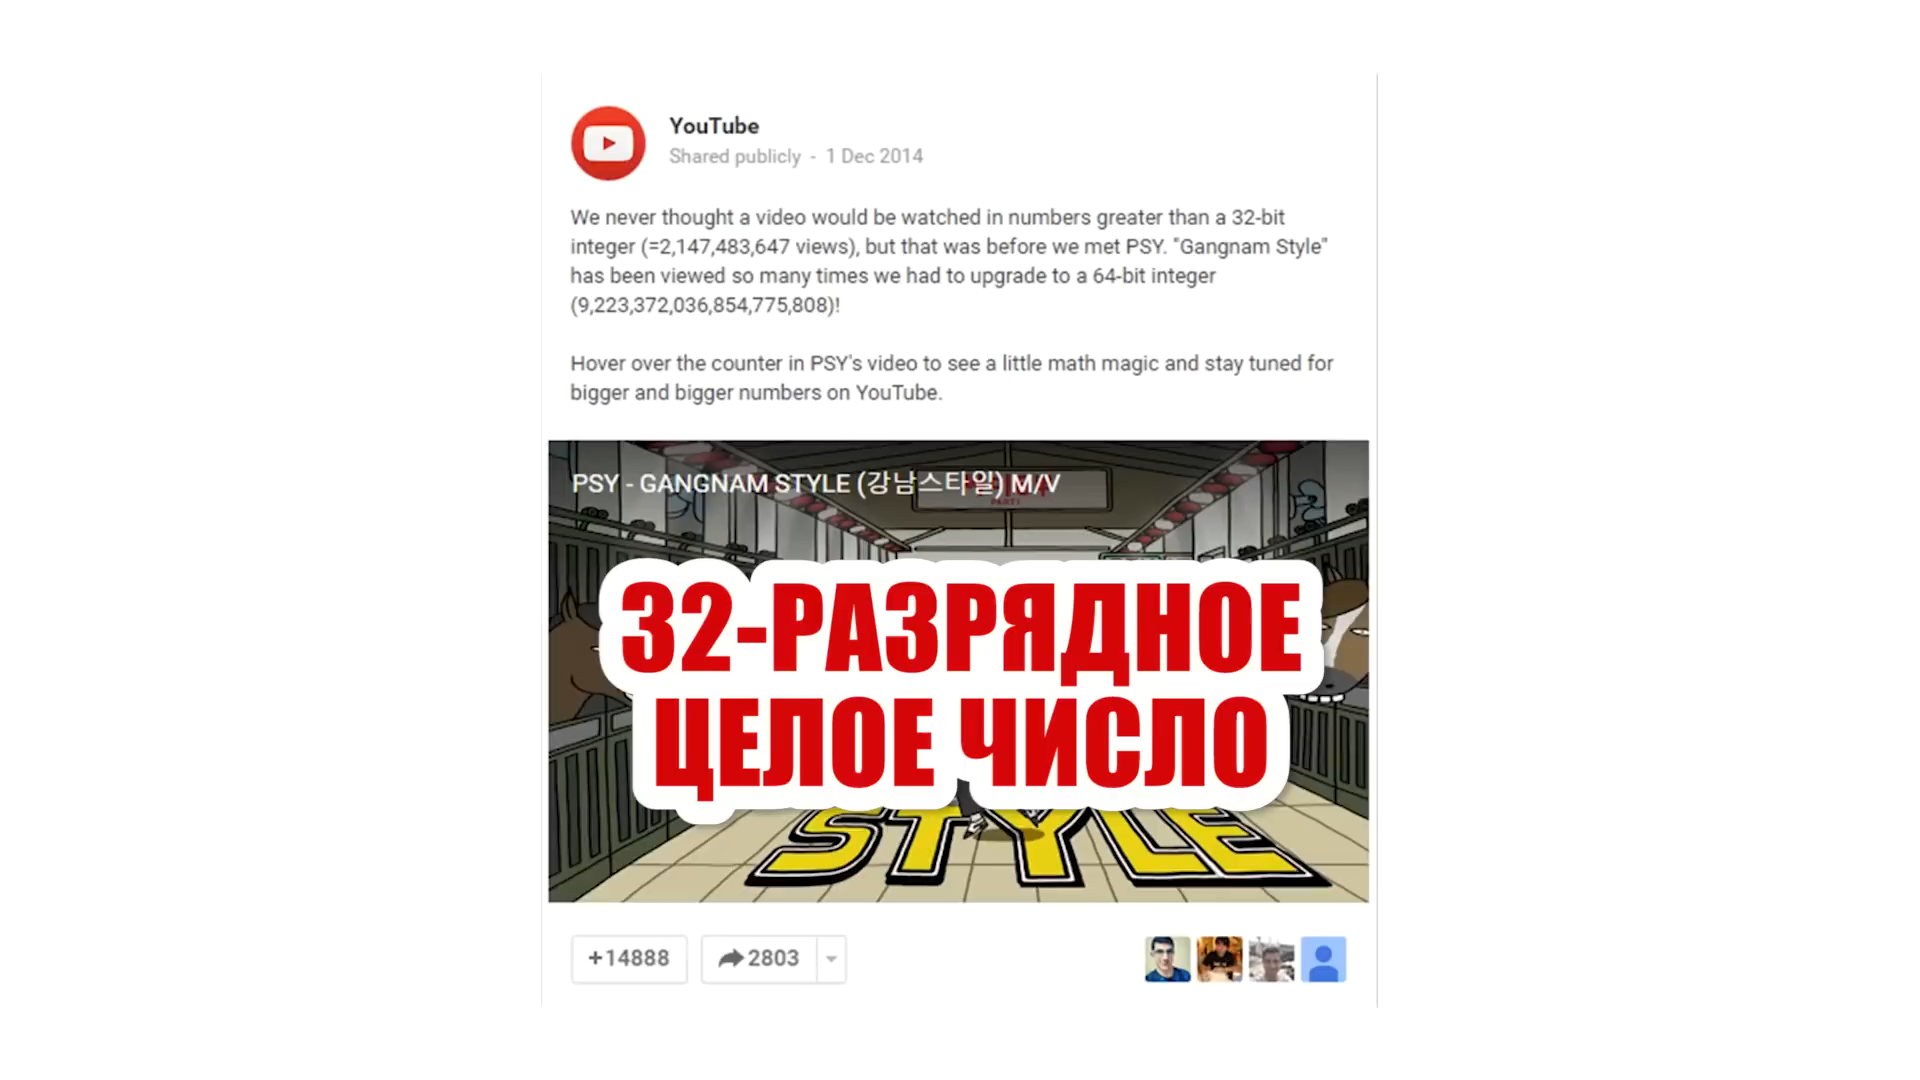 YouTube
Shared publicly - 1 Dec 2014
We never thought a video would be watched in numbers greater than a 32-bit
integer (=2,147,483,647 views), but that was before we met PSY. "Gangnam Style"
has been viewed so many times we had to upgrade to a 64-bit integer
(9,223,372,036,854,775,808)!
Hover over the counter in PSY's video to see a little math magic and stay tuned for
bigger and bigger numbers on YouTube.
PSY - GANGNAM STYLE (강남스타일) M/V
32-РАЗРЯДНОЕ
ЦЕЛОЕ ЧИСЛО
STYLE
+14888
2803